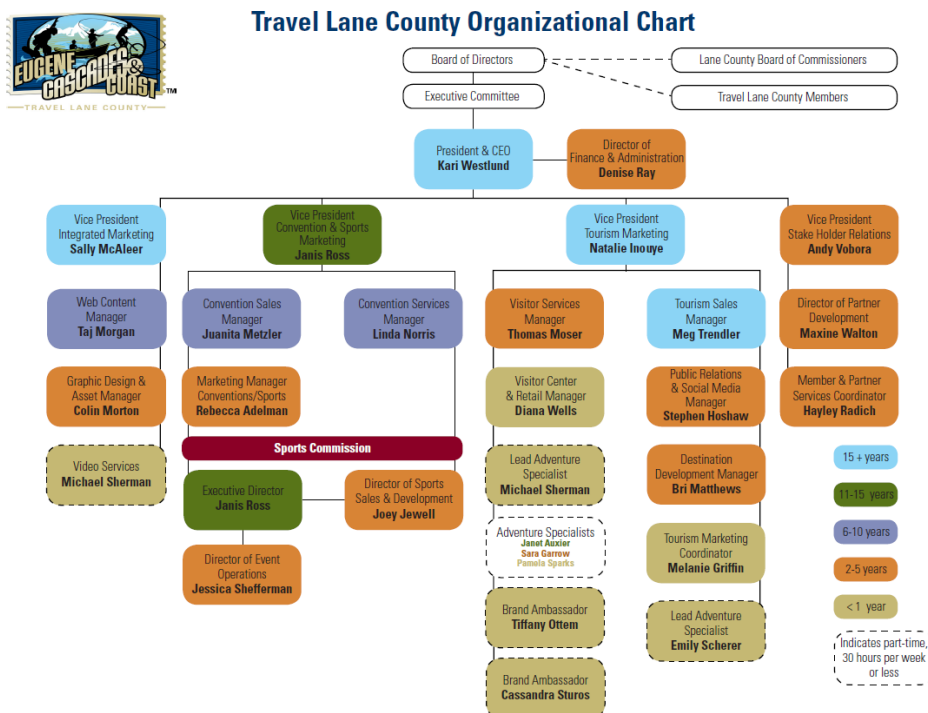 Travel Lane County Organizational Chart
EUGENE
CASCADES &
COAST
TM
TRAVEL LANE COUNTY
Board of Directors
Lane County Board of Commissioners
Executive Committee
Travel Lane County Members
President & CEO
Kari Westlund
Director of
Finance & Administration
Denise Ray
Vice President
Integrated Marketing
Sally McAleer
Vice President
Convention & Sports
Marketing
Janis Ross
Vice President
Tourism Marketing
Natalie Inouye
Vice President
Stake Holder Relations
Andy Vobora
Web Content
Manager
Taj Morgan
Convention Sales
Manager
Juanita Metzler
Convention Services
Manager
Linda Norris
Visitor Services
Manager
Thomas Moser
Tourism Sales
Manager
Meg Trendler
Director of Partner
Development
Maxine Walton
Graphic Design &
Asset Manager
Colin Morton
Marketing Manager
Conventions/Sports
Rebecca Adelman
Visitor Center
& Retail Manager
Diana Wells
Public Relations
& Social Media
Manager
Stephen Hoshaw
Member & Partner
Services Coordinator
Hayley Radich
Sports Commission
Video Services
Michael Sherman
Executive Director
Janis Ross
Director of Sports
Sales & Development
Joey Jewell
Lead Adventure
Specialist
Michael Sherman
Destination
Development Manager
Bri Matthews
Director of Event
Operations
Jessica Shefferman
Adventure Specialists
Janet Auxier
Sara Garrow
Pamela Sparks
Tourism Marketing
Coordinator
Melanie Griffin
Brand Ambassador
Tiffany Ottem
Lead Adventure
Specialist
Emily Scherer
Brand Ambassador
Cassandra Sturos
15 + years
11-15 years
6-10 years
2-5 years
< 1 year
Indicates part-time,
30 hours per week
or less